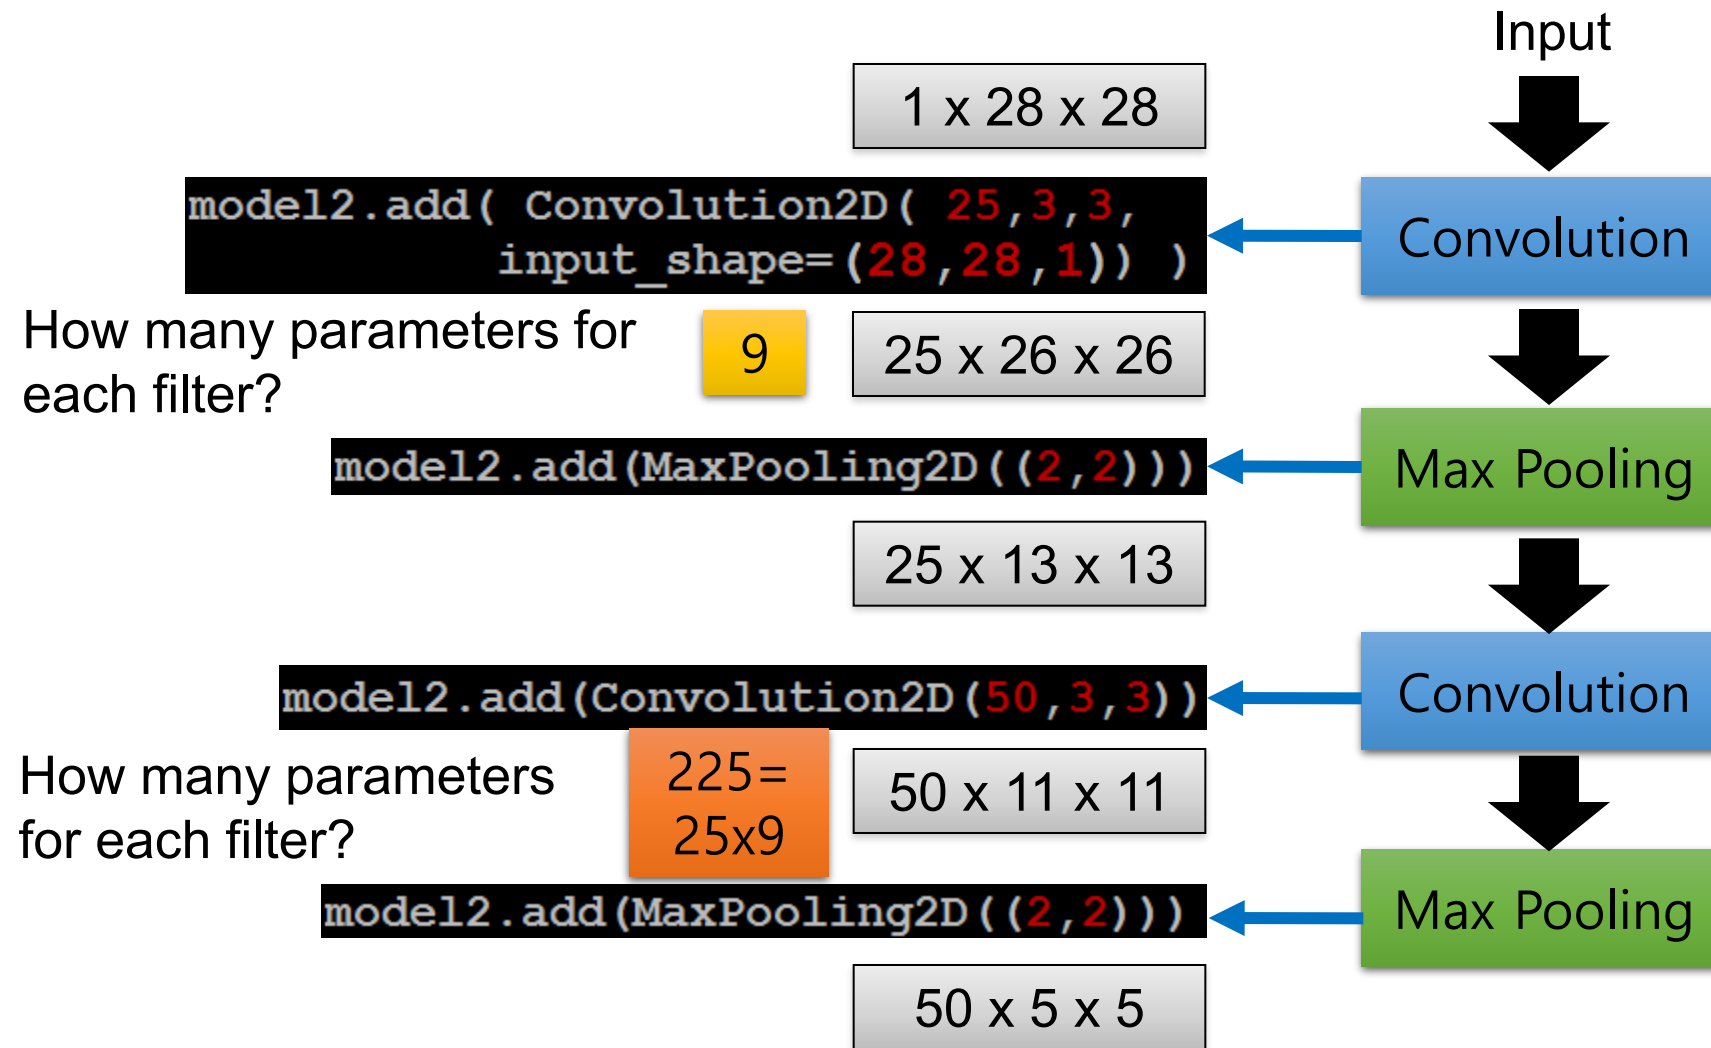 Input
1 x 28 x 28
model2.add( Convolution2D( 25,3,3,
input_shape=(28,28,1)) )
Convolution
How many parameters for
each filter?
9
25 x 26 x 26
model2.add(MaxPooling2D((2,2)))
Max Pooling
25 x 13 x 13
model2.add(Convolution2D(50,3,3))
Convolution
How many parameters
for each filter?
225=
25x9
50 x 11 x 11
model2.add(MaxPooling2D((2,2)))
Max Pooling
50 x 5 x 5